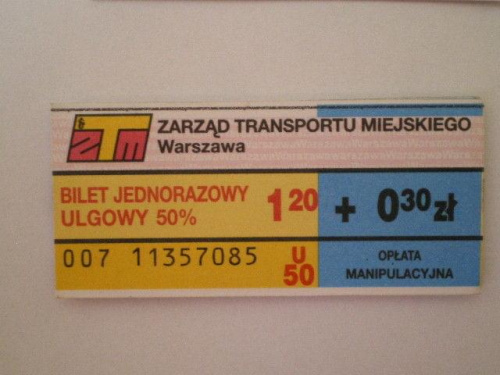 ZTM
ZARZĄD TRANSPORTU MIEJSKIEGO
Warszawa
BILET JEDNORAZOWY
ULGOWY 50%
1 20
+ 0 30 zł
007 11357085
U
50
OPŁATA
MANIPULACYJNA